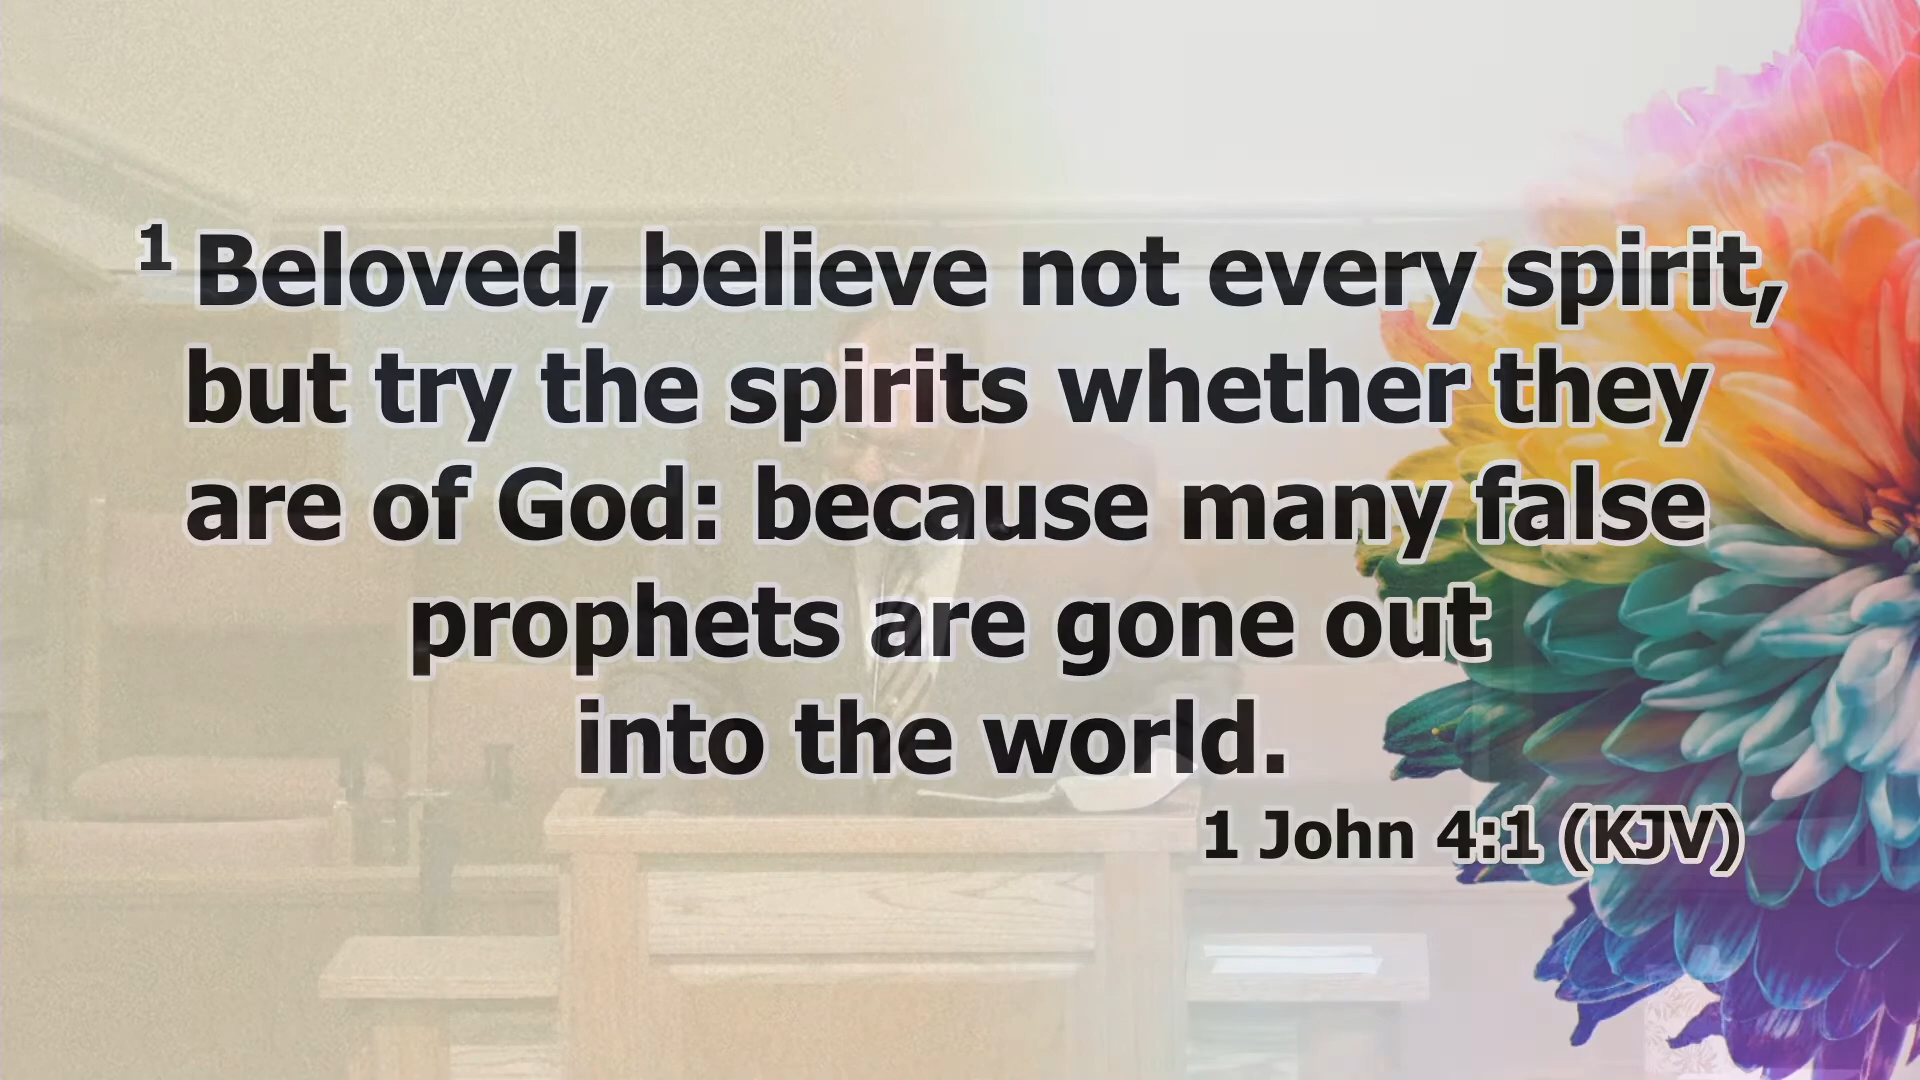 1 Beloved, believe not every spirit,
but try the spirits whether they
are of God: because many false
prophets are gone out
into the world.
1 John 4:1 (KJV)